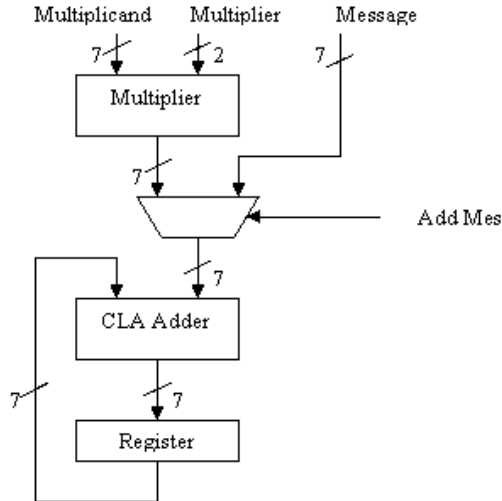 Multiplicand Multiplier Message
7 2 7
Multiplier
7
Add Mes
7
CLA Adder
7 7
Register